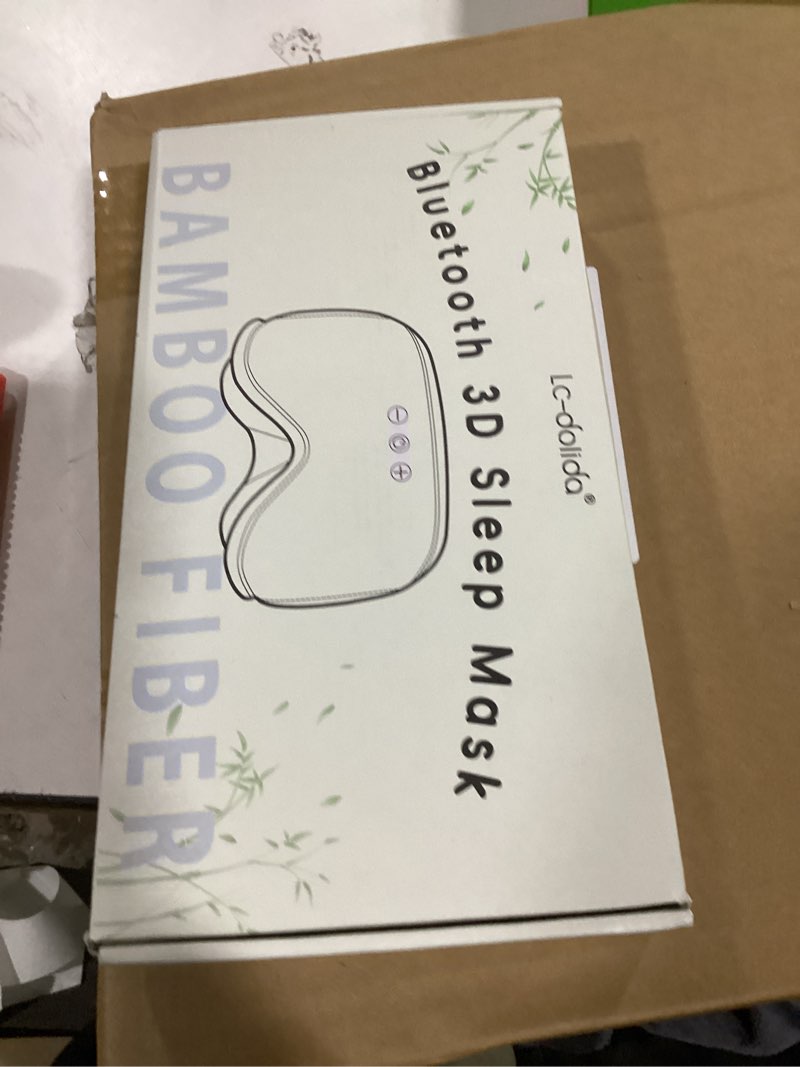 Lc-dolida®
Bluetooth 3D Sleep Mask
BAMBOO FIBER